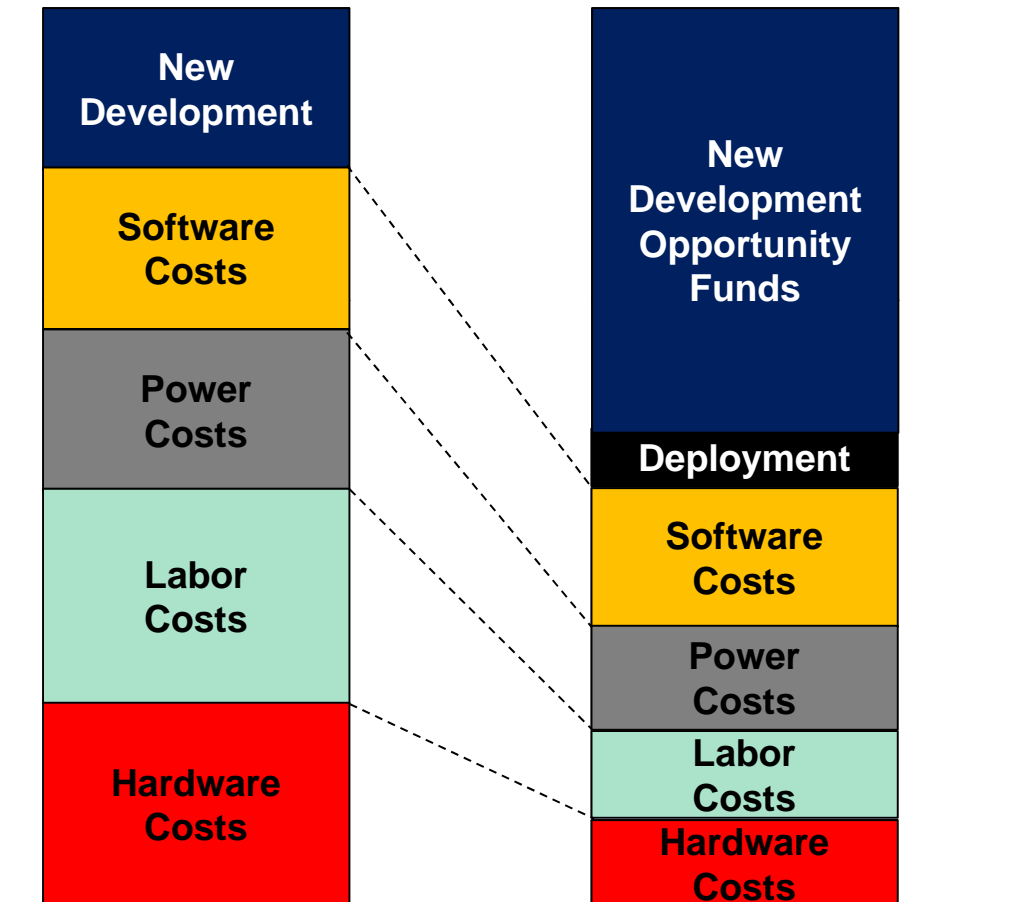 New
Development
Software
Costs
Power
Costs
Labor
Costs
Hardware
Costs
New
Development
Opportunity
Funds
Deployment
Software
Costs
Power
Costs
Labor
Costs
Hardware
Costs